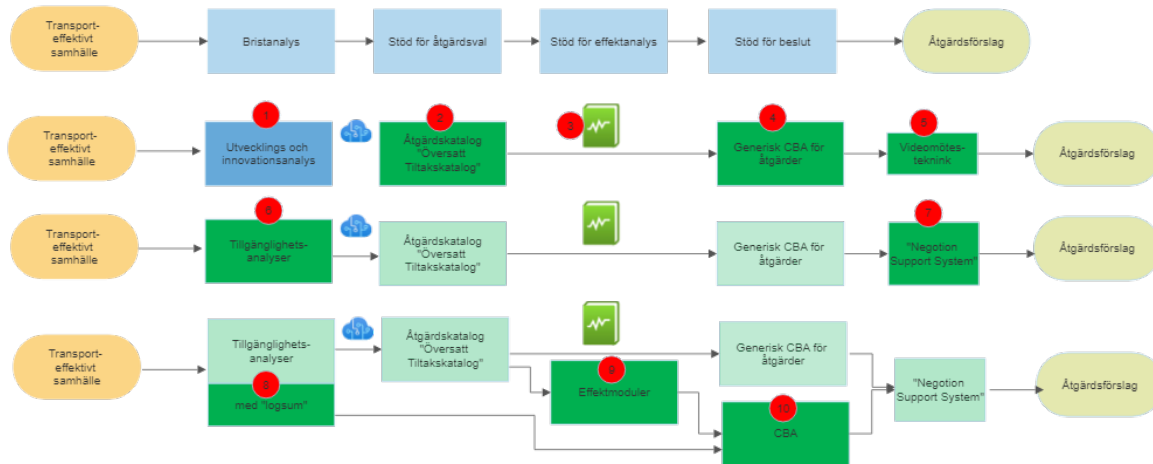 Transport-
effektivt
samhälle
Bristanalys
Stöd för åtgärdsval
Stöd för effektanalys
Stöd för beslut
Åtgärdsförslag
Transport-
effektivt
samhälle
1
Utvecklings och
innovationsanalys
2
Åtgärdskatalog
"Översatt
Tiltakskatalog"
3
4
Generisk CBA för
åtgärder
5
Videomötes-
teknink
Åtgärdsförslag
Transport-
effektivt
samhälle
6
Tillgänglighets-
analyser
Åtgärdskatalog
"Översatt
Tiltakskatalog"
Generisk CBA för
åtgärder
7
"Negotion
Support System"
Åtgärdsförslag
Transport-
effektivt
samhälle
Tillgänglighets-
analyser
8
med "logsum"
Åtgärdskatalog
"Översatt
Tiltakskatalog"
9
Effektmoduler
Generisk CBA för
åtgärder
10
CBA
"Negotion
Support System"
Åtgärdsförslag